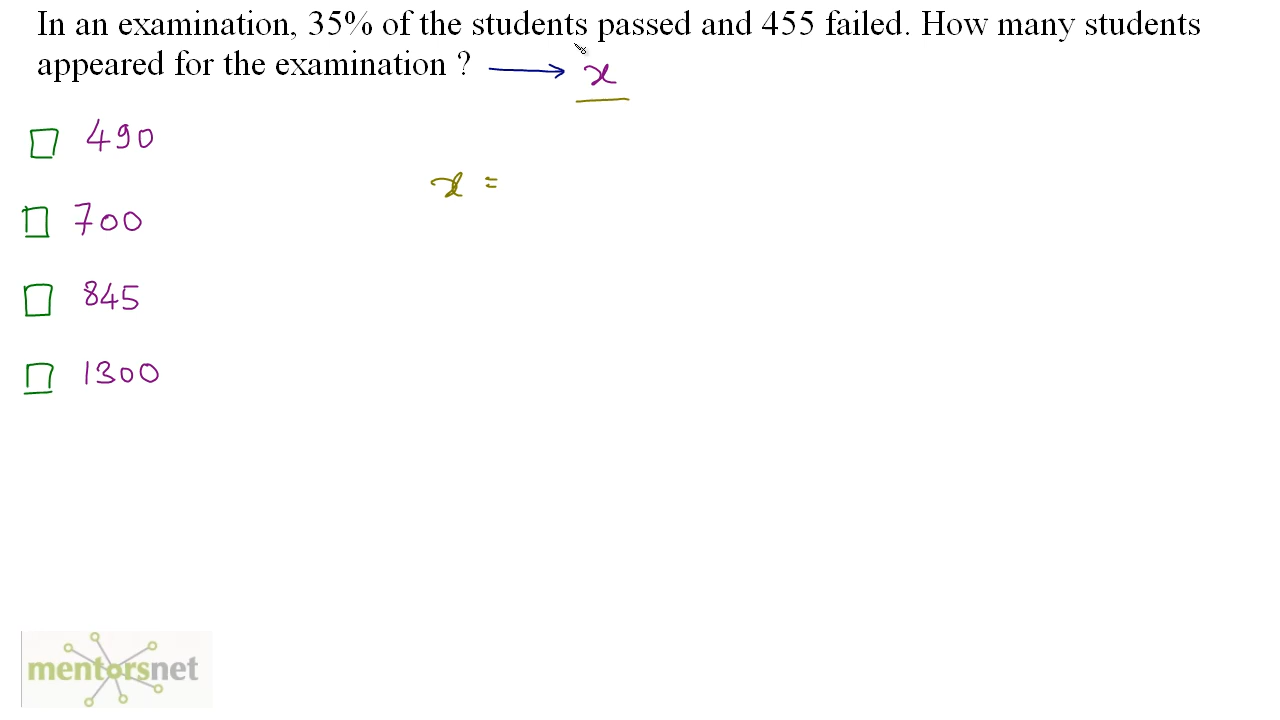 In an examination, 35% of the students passed and 455 failed. How many students
appeared for the examination ? → x
490
x =
700
845
1300
mentorsnet